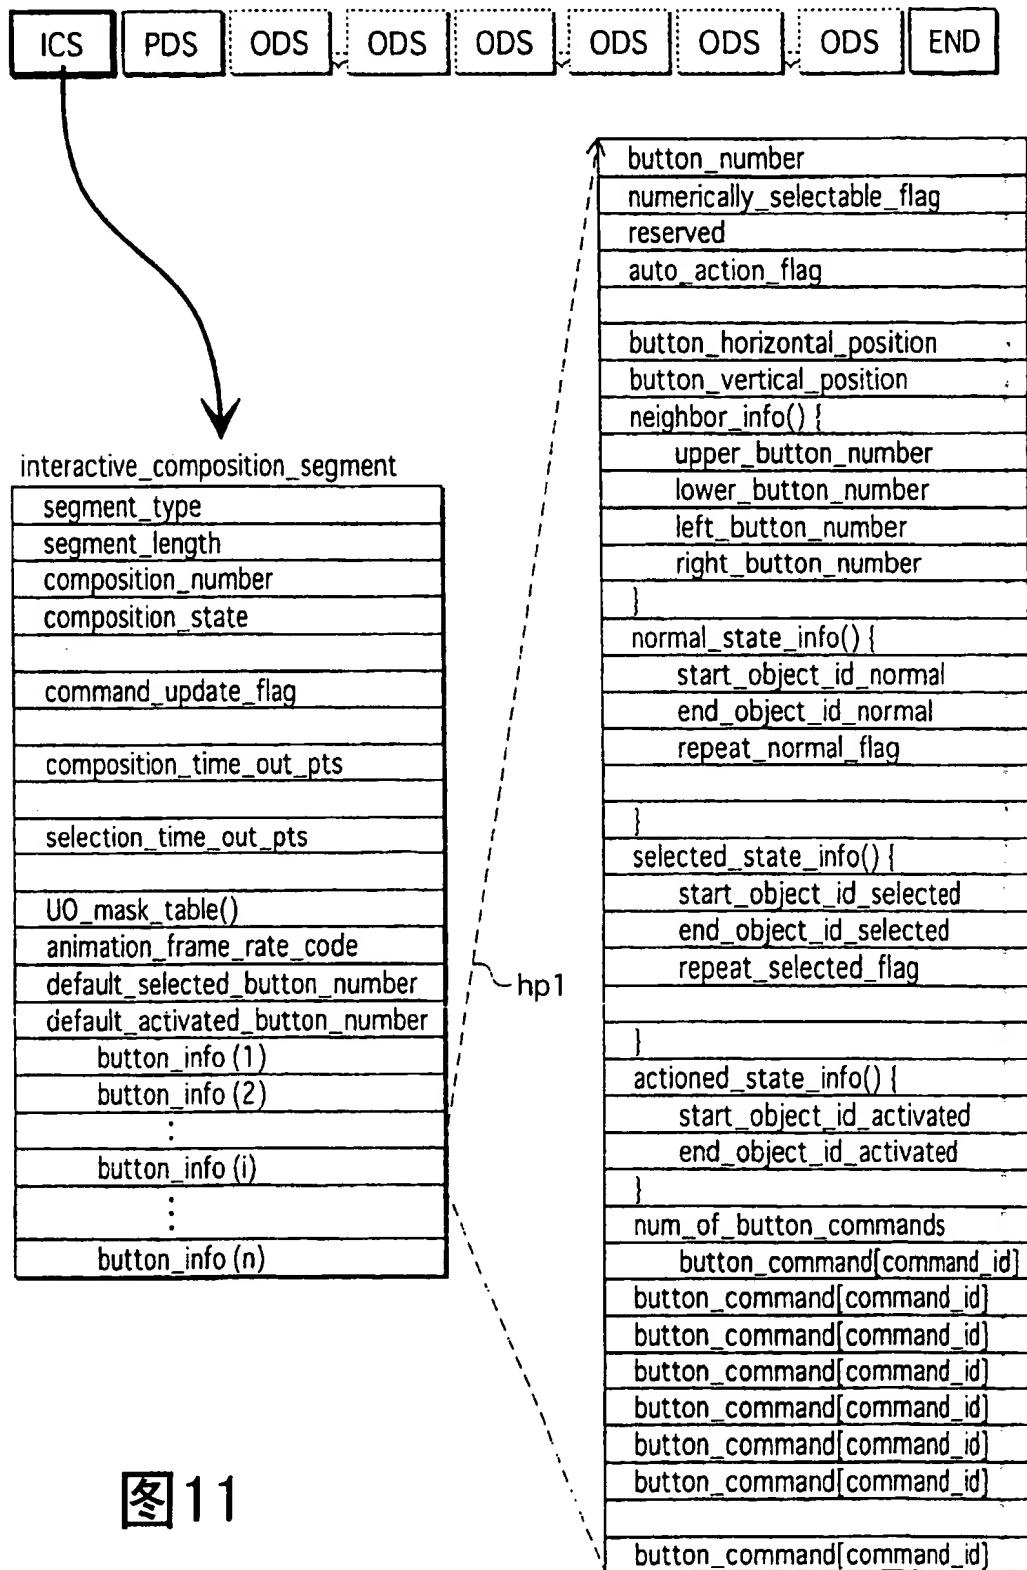 ICS PDS ODS ODS ODS ODS ODS ODS END
interactive_composition_segment
segment_type
segment_length
composition_number
composition_state
command_update_flag
composition_time_out_pts
selection_time_out_pts
UO_mask_table()
animation_frame_rate_code
default_selected_button_number
default_activated_button_number
button_info (1)
button_info (2)
⋮
button_info (i)
⋮
button_info (n)
hp1
button_number
numerically_selectable_flag
reserved
auto_action_flag
button_horizontal_position
button_vertical_position
neighbor_info() {
upper_button_number
lower_button_number
left_button_number
right_button_number
}
normal_state_info() {
start_object_id_normal
end_object_id_normal
repeat_normal_flag
}
selected_state_info() {
start_object_id_selected
end_object_id_selected
repeat_selected_flag
}
actioned_state_info() {
start_object_id_activated
end_object_id_activated
}
num_of_button_commands
button_command[command_id]
button_command[command_id]
button_command[command_id]
button_command[command_id]
button_command[command_id]
button_command[command_id]
button_command[command_id]
button_command[command_id]
图11